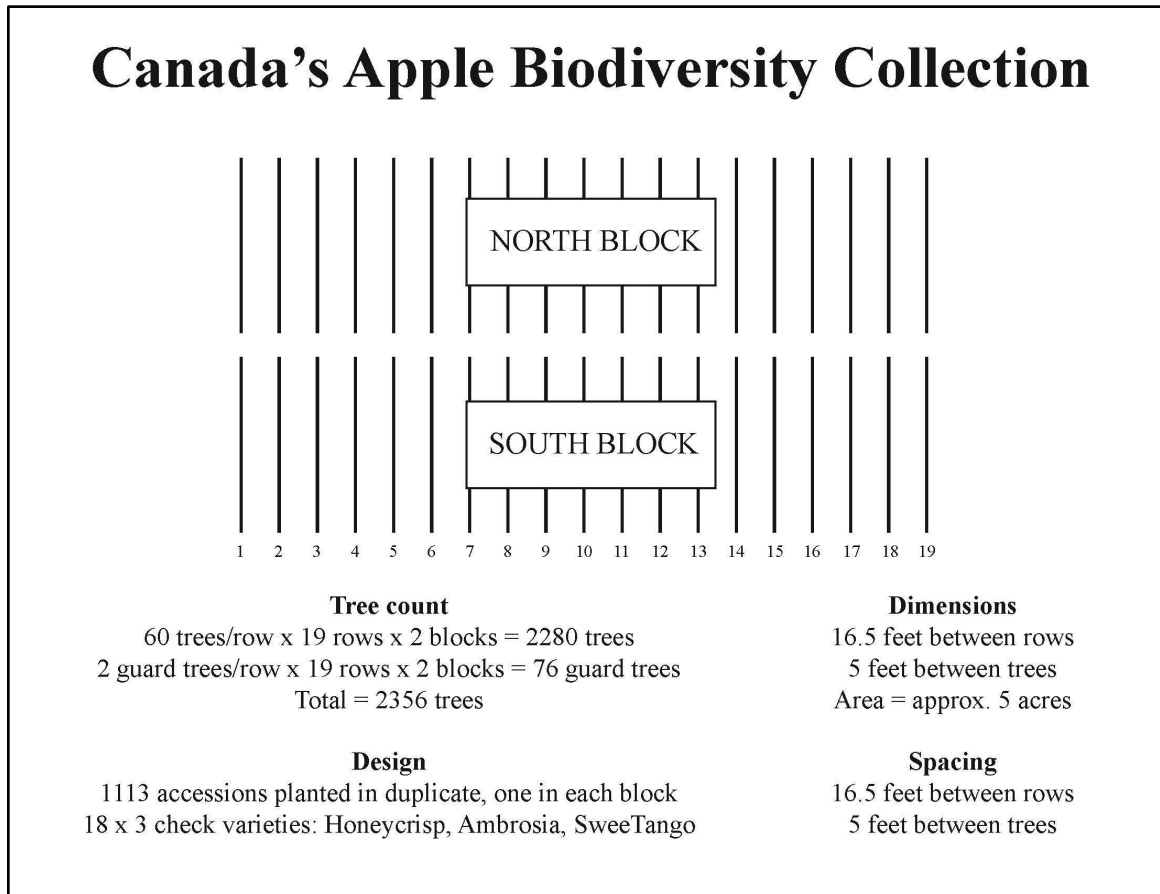 Canada's Apple Biodiversity Collection
NORTH BLOCK
SOUTH BLOCK
1 2 3 4 5 6 7 8 9 10 11 12 13 14 15 16 17 18 19
Tree count
60 trees/row x 19 rows x 2 blocks = 2280 trees
2 guard trees/row x 19 rows x 2 blocks = 76 guard trees
Total = 2356 trees
Dimensions
16.5 feet between rows
5 feet between trees
Area = approx. 5 acres
Design
1113 accessions planted in duplicate, one in each block
18 x 3 check varieties: Honeycrisp, Ambrosia, SweeTango
Spacing
16.5 feet between rows
5 feet between trees